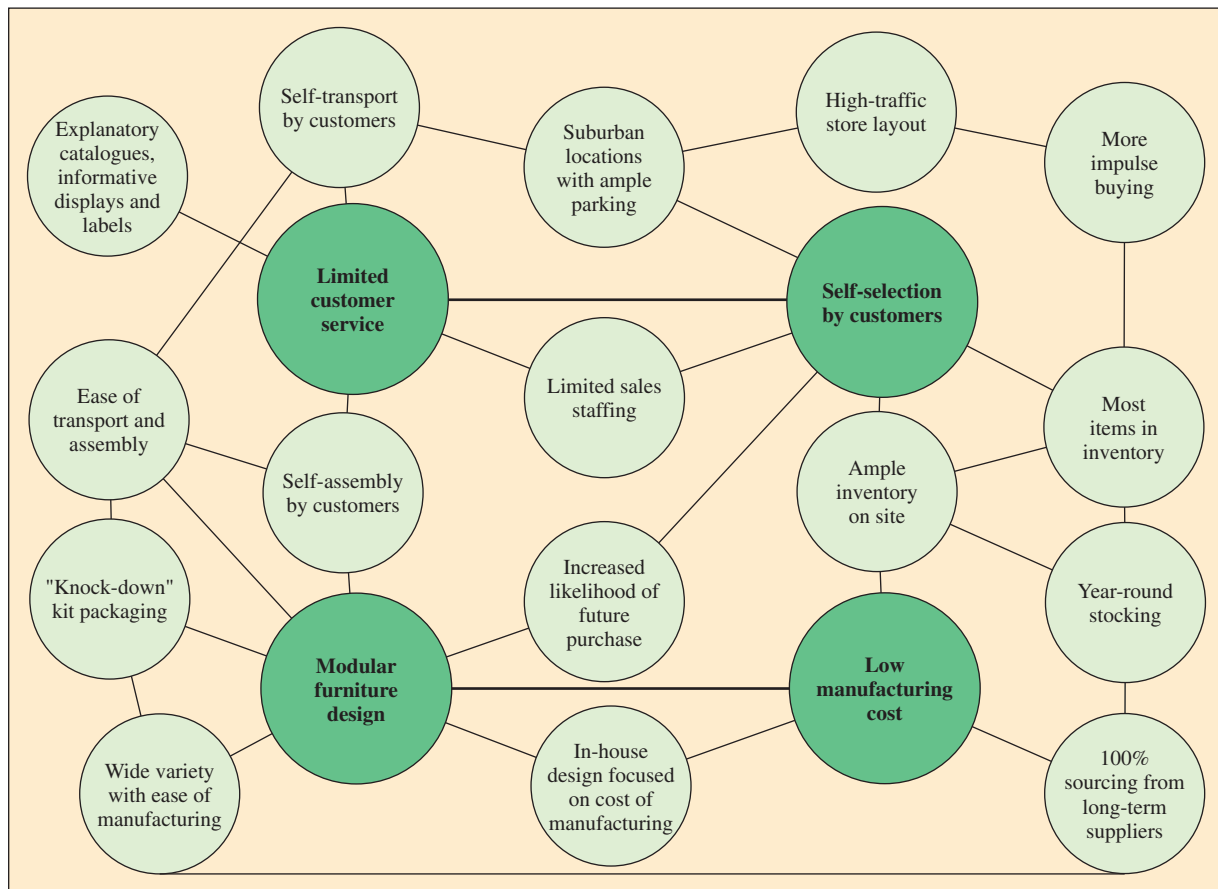 Self-transport
by customers
High-traffic
store layout
Explanatory
catalogues,
informative
displays and
labels
Suburban
locations
with ample
parking
More
impulse
buying
Limited
customer
service
Self-selection
by customers
Ease of
transport and
assembly
Limited sales
staffing
Most
items in
inventory
Self-assembly
by customers
Ample
inventory
on site
"Knock-down"
kit packaging
Increased
likelihood of
future
purchase
Year-round
stocking
Modular
furniture
design
Low
manufacturing
cost
Wide variety
with ease of
manufacturing
In-house
design focused
on cost of
manufacturing
100%
sourcing from
long-term
suppliers